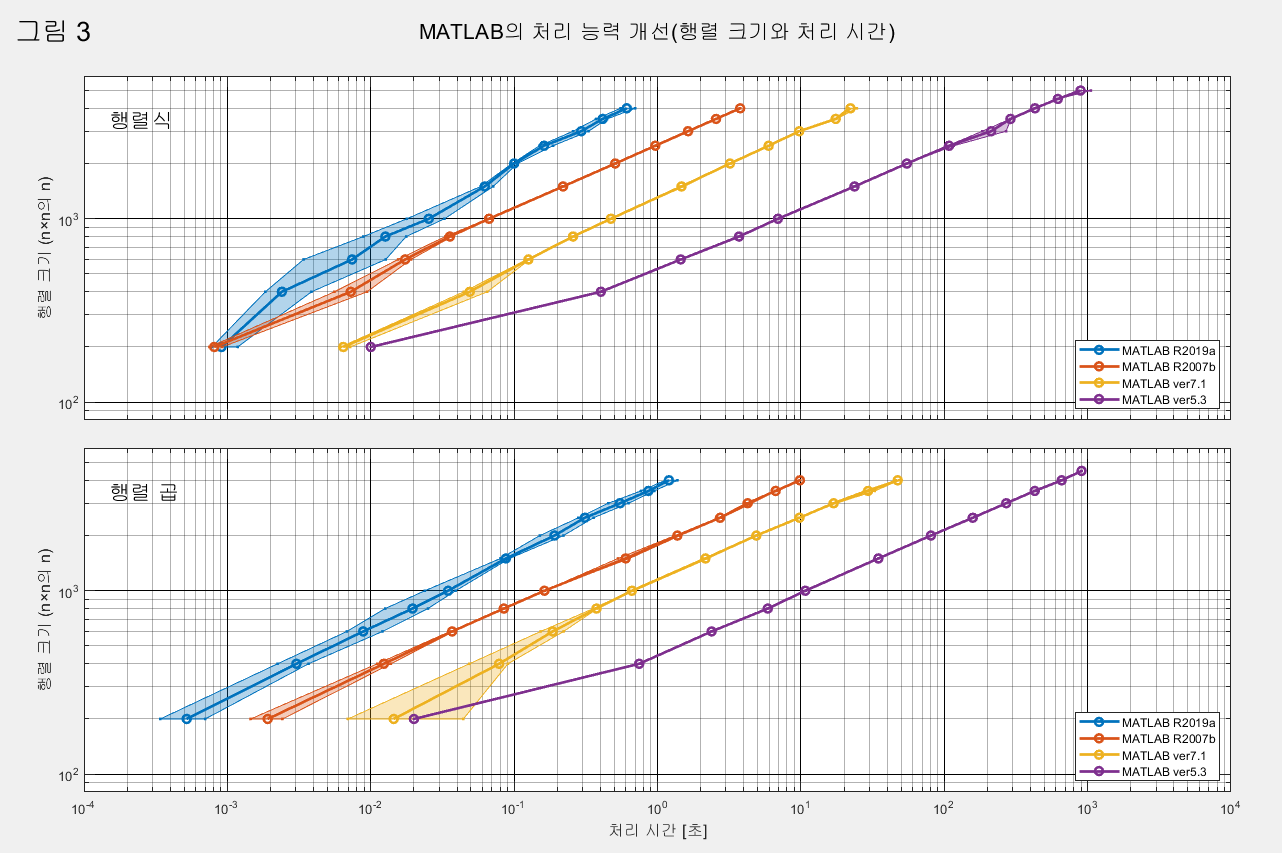 그림 3
MATLAB의 처리 능력 개선(행렬 크기와 처리 시간)
행렬식
행렬 크기 (n×n의 n)
10³
10²
MATLAB R2019a
MATLAB R2007b
MATLAB ver7.1
MATLAB ver5.3
행렬 곱
행렬 크기 (n×n의 n)
10³
10²
MATLAB R2019a
MATLAB R2007b
MATLAB ver7.1
MATLAB ver5.3
10⁻⁴ 10⁻³ 10⁻² 10⁻¹ 10⁰ 10¹ 10² 10³ 10⁴
처리 시간 [초]